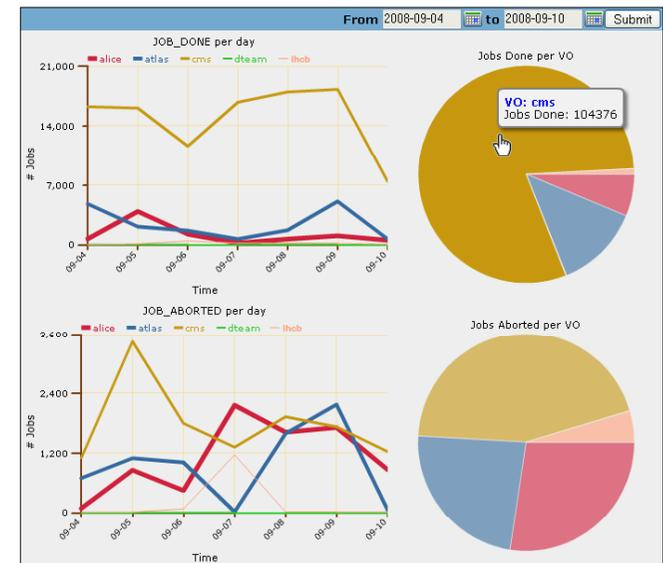 From 2008-09-04 to 2008-09-10 Submit
JOB_DONE per day
alice atlas cms dteam lhcb
21,000
14,000
7,000
0
# Jobs
09-04 09-05 09-06 09-07 09-08 09-09 09-10
Time
Jobs Done per VO
VO: cms
Jobs Done: 104376
JOB_ABORTED per day
alice atlas cms dteam lhcb
2,400
1,200
0
# Jobs
09-04 09-05 09-06 09-07 09-08 09-09 09-10
Time
Jobs Aborted per VO